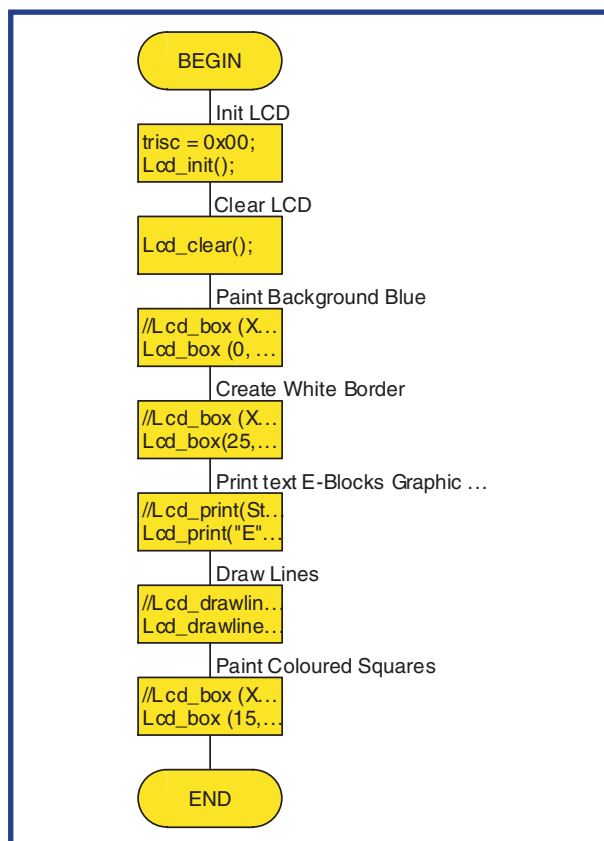 BEGIN
Init LCD
trisc = 0x00;
Lcd_init();
Clear LCD
Lcd_clear();
Paint Background Blue
//Lcd_box (X...
Lcd_box (0, ...
Create White Border
//Lcd_box (X...
Lcd_box(25,...
Print text E-Blocks Graphic ...
//Lcd_print(St...
Lcd_print("E"...
Draw Lines
//Lcd_drawlin...
Lcd_drawline...
Paint Coloured Squares
//Lcd_box (X...
Lcd_box (15,...
END